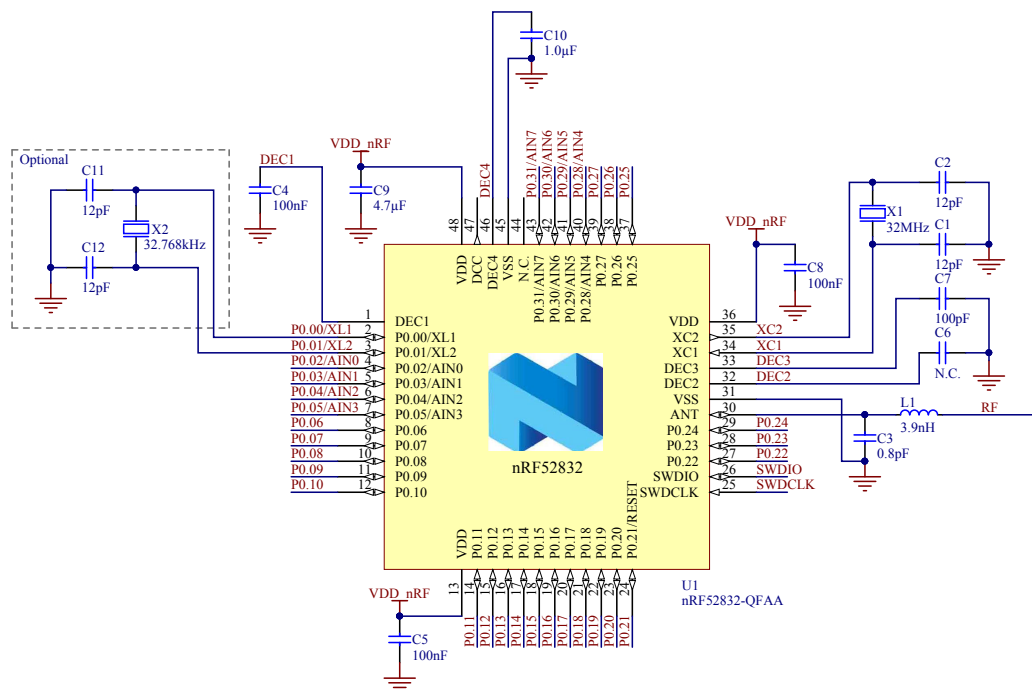 C10
1.0µF
Optional
C11
12pF
X2
32.768kHz
C12
12pF
DEC1
C4
100nF
VDD_nRF
C9
4.7µF
DEC4
P0.31/AIN7
P0.30/AIN6
P0.29/AIN5
P0.28/AIN4
P0.27
P0.26
P0.25
48
47
46
45
44
43
42
41
40
39
38
37
VDD
DCC
DEC4
VSS
N.C.
P0.31/AIN7
P0.30/AIN6
P0.29/AIN5
P0.28/AIN4
P0.27
P0.26
P0.25
VDD_nRF
C8
100nF
C2
12pF
X1
32MHz
C1
12pF
C7
100pF
C6
N.C.
1 DEC1
P0.00/XL1 2 P0.00/XL1
P0.01/XL2 3 P0.01/XL2
P0.02/AIN0 4 P0.02/AIN0
P0.03/AIN1 5 P0.03/AIN1
P0.04/AIN2 6 P0.04/AIN2
P0.05/AIN3 7 P0.05/AIN3
P0.06 8 P0.06
P0.07 9 P0.07
P0.08 10 P0.08
P0.09 11 P0.09
P0.10 12 P0.10
nRF52832
VDD 36
XC2 35 XC2
XC1 34 XC1
DEC3 33 DEC3
DEC2 32 DEC2
VSS 31
ANT 30
P0.24 29 P0.24
P0.23 28 P0.23
P0.22 27 P0.22
SWDIO 26 SWDIO
SWDCLK 25 SWDCLK
L1
3.9nH
RF
C3
0.8pF
VDD
P0.11
P0.12
P0.13
P0.14
P0.15
P0.16
P0.17
P0.18
P0.19
P0.20
P0.21/RESET
13
14
15
16
17
18
19
20
21
22
23
24
P0.11
P0.12
P0.13
P0.14
P0.15
P0.16
P0.17
P0.18
P0.19
P0.20
P0.21
U1
nRF52832-QFAA
VDD_nRF
C5
100nF